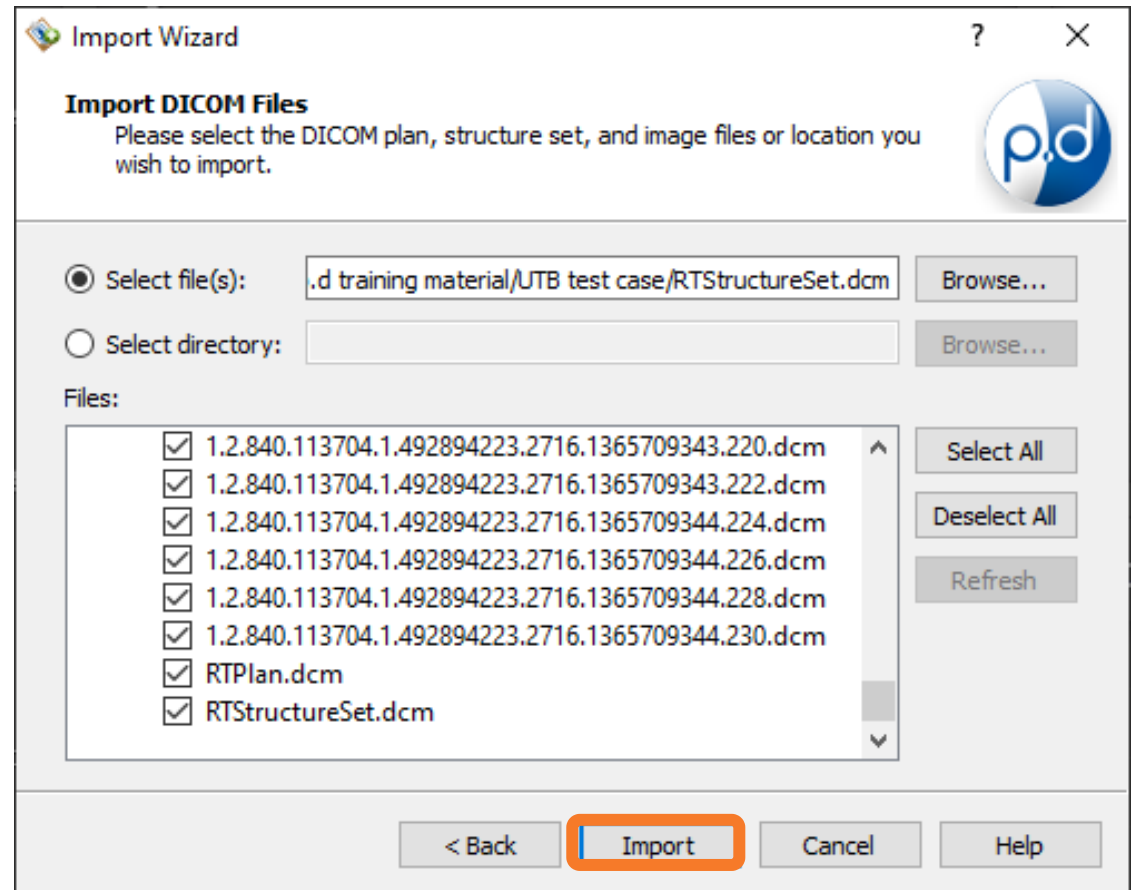 Import Wizard
?
Import DICOM Files
Please select the DICOM plan, structure set, and image files or location you
wish to import.
p.d
Select file(s): .d training material/UTB test case/RTStructureSet.dcm Browse...
Select directory: Browse...
Files:
1.2.840.113704.1.492894223.2716.1365709343.220.dcm
Select All
1.2.840.113704.1.492894223.2716.1365709343.222.dcm
1.2.840.113704.1.492894223.2716.1365709344.224.dcm
Deselect All
1.2.840.113704.1.492894223.2716.1365709344.226.dcm
Refresh
1.2.840.113704.1.492894223.2716.1365709344.228.dcm
1.2.840.113704.1.492894223.2716.1365709344.230.dcm
RTPlan.dcm
RTStructureSet.dcm
< Back Import Cancel Help